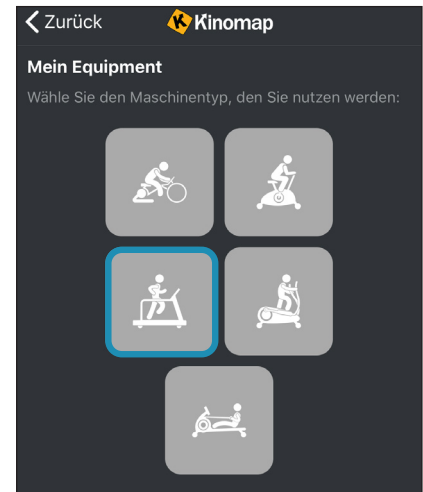 Zurück
Kinomap
Mein Equipment
Wähle Sie den Maschinentyp, den Sie nutzen werden: